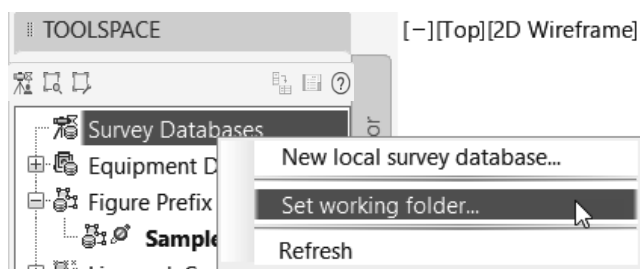 TOOLSPACE
[−][Top][2D Wireframe]
Survey Databases
New local survey database...
Equipment D
Set working folder...
Figure Prefix
Sample
Refresh